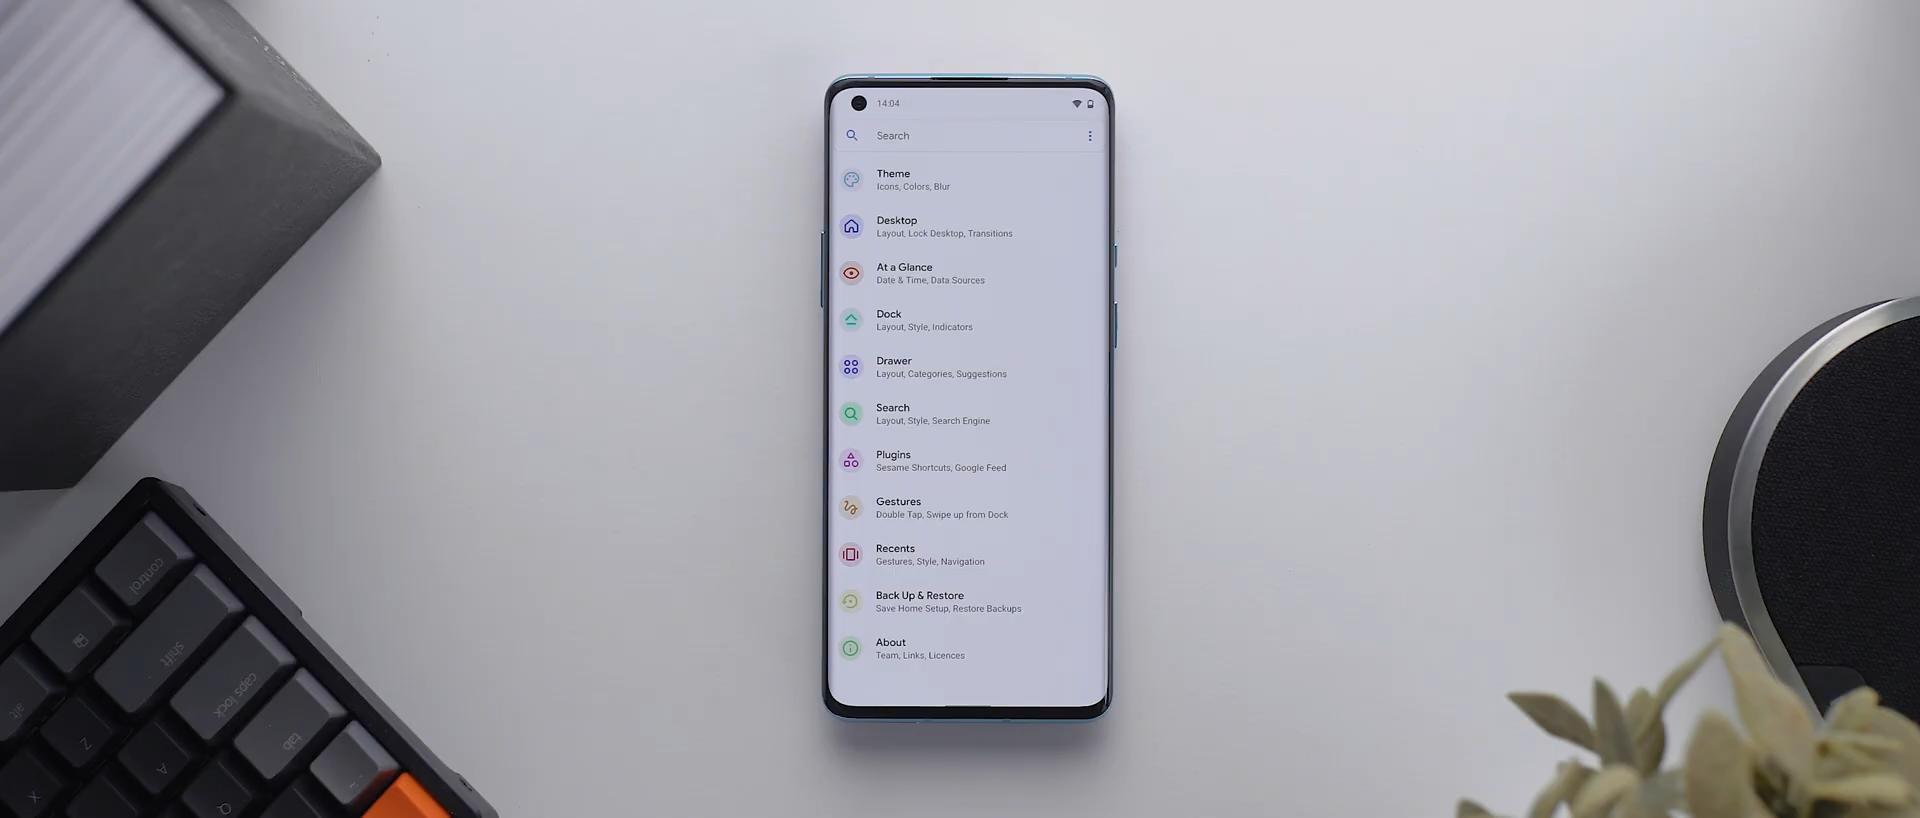 14:04
Search
Theme
Icons, Colors, Blur
Desktop
Layout, Lock Desktop, Transitions
At a Glance
Date & Time, Data Sources
Dock
Layout, Style, Indicators
Drawer
Layout, Categories, Suggestions
Search
Layout, Style, Search Engine
Plugins
Sesame Shortcuts, Google Feed
Gestures
Double Tap, Swipe up from Dock
Recents
Gestures, Style, Navigation
Back Up & Restore
Save Home Setup, Restore Backups
About
Team, Links, Licences
control
shift
caps lock
tab
alt
Z
A
Q
X